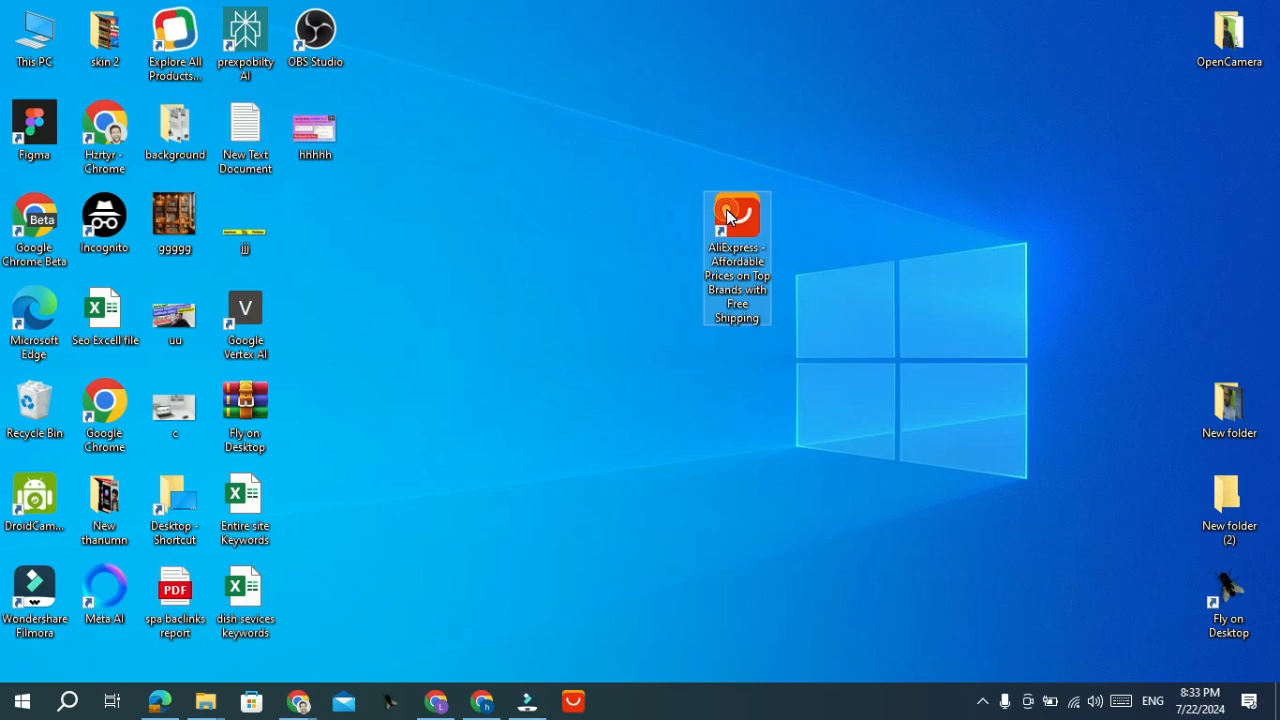 This PC
skin 2
Explore All
Products...
prexpobilty
AI
OBS Studio
OpenCamera
Figma
Hzrtyr -
Chrome
background
New Text
Document
hhhhh
Beta
Google
Chrome Beta
Incognito
ggggg
jjj
AliExpress -
Affordable
Prices on Top
Brands with
Free
Shipping
Microsoft
Edge
Seo Excell file
uu
V
Google
Vertex AI
Recycle Bin
Google
Chrome
c
Fly on
Desktop
New folder
DroidCam...
New
thanumn
Desktop -
Shortcut
Entire site
Keywords
New folder
(2)
Wondershare
Filmora
Meta AI
PDF
spa baclinks
report
dish sevices
keywords
Fly on
Desktop
L
h
ENG
8:33 PM
7/22/2024